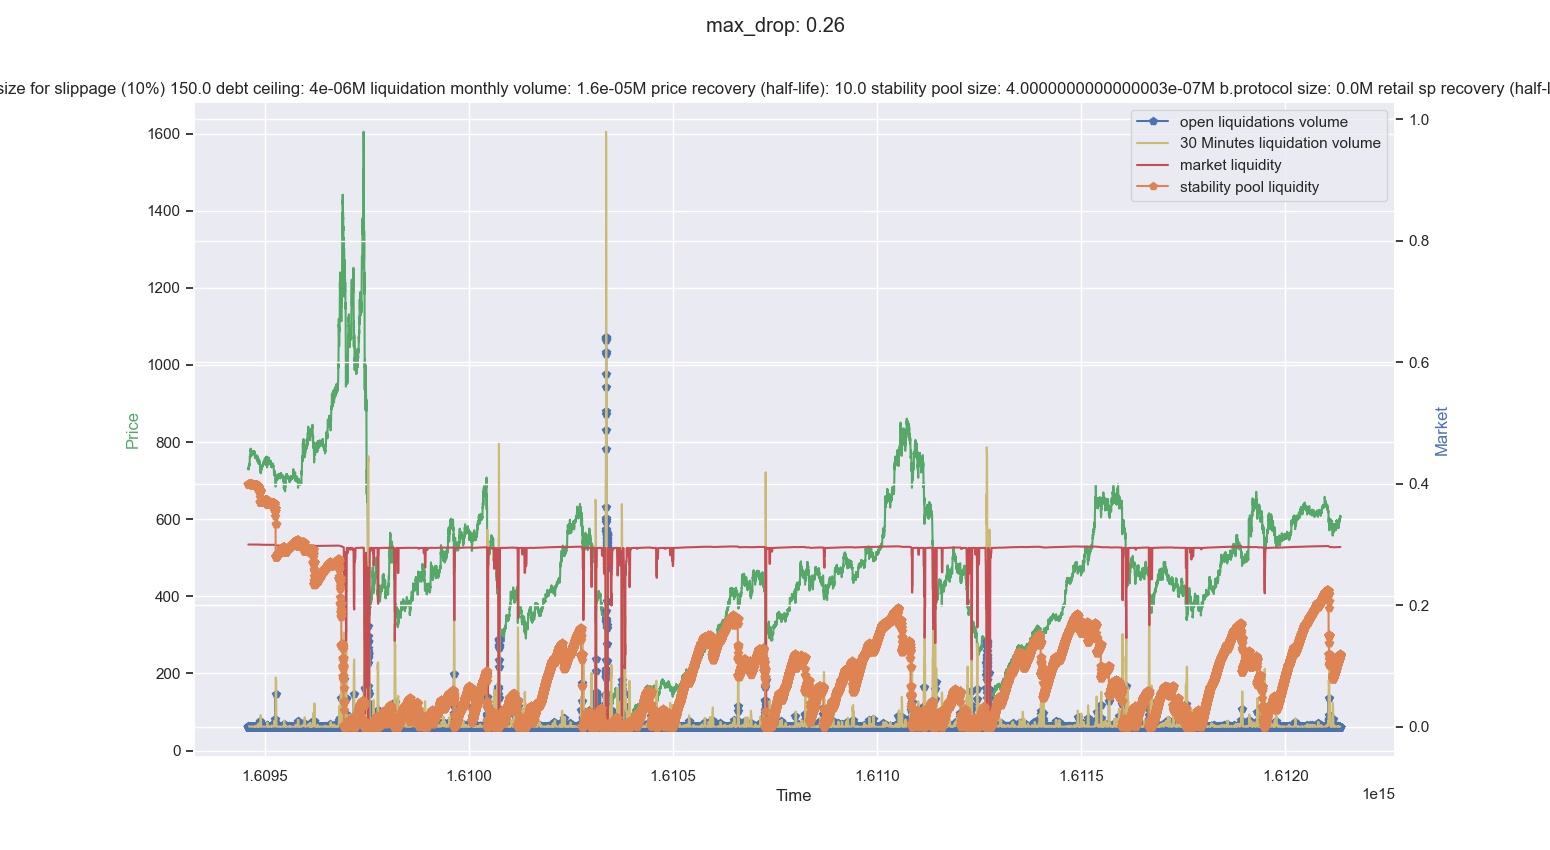 max_drop: 0.26
size for slippage (10%) 150.0 debt ceiling: 4e-06M liquidation monthly volume: 1.6e-05M price recovery (half-life): 10.0 stability pool size: 4.0000000000000003e-07M b.protocol size: 0.0M retail sp recovery (half-l
open liquidations volume
30 Minutes liquidation volume
market liquidity
stability pool liquidity
Price
1600
1400
1200
1000
800
600
400
200
0
1.0
0.8
0.6
0.4
0.2
0.0
Market
1.6095
1.6100
1.6105
1.6110
1.6115
1.6120
Time
1e15